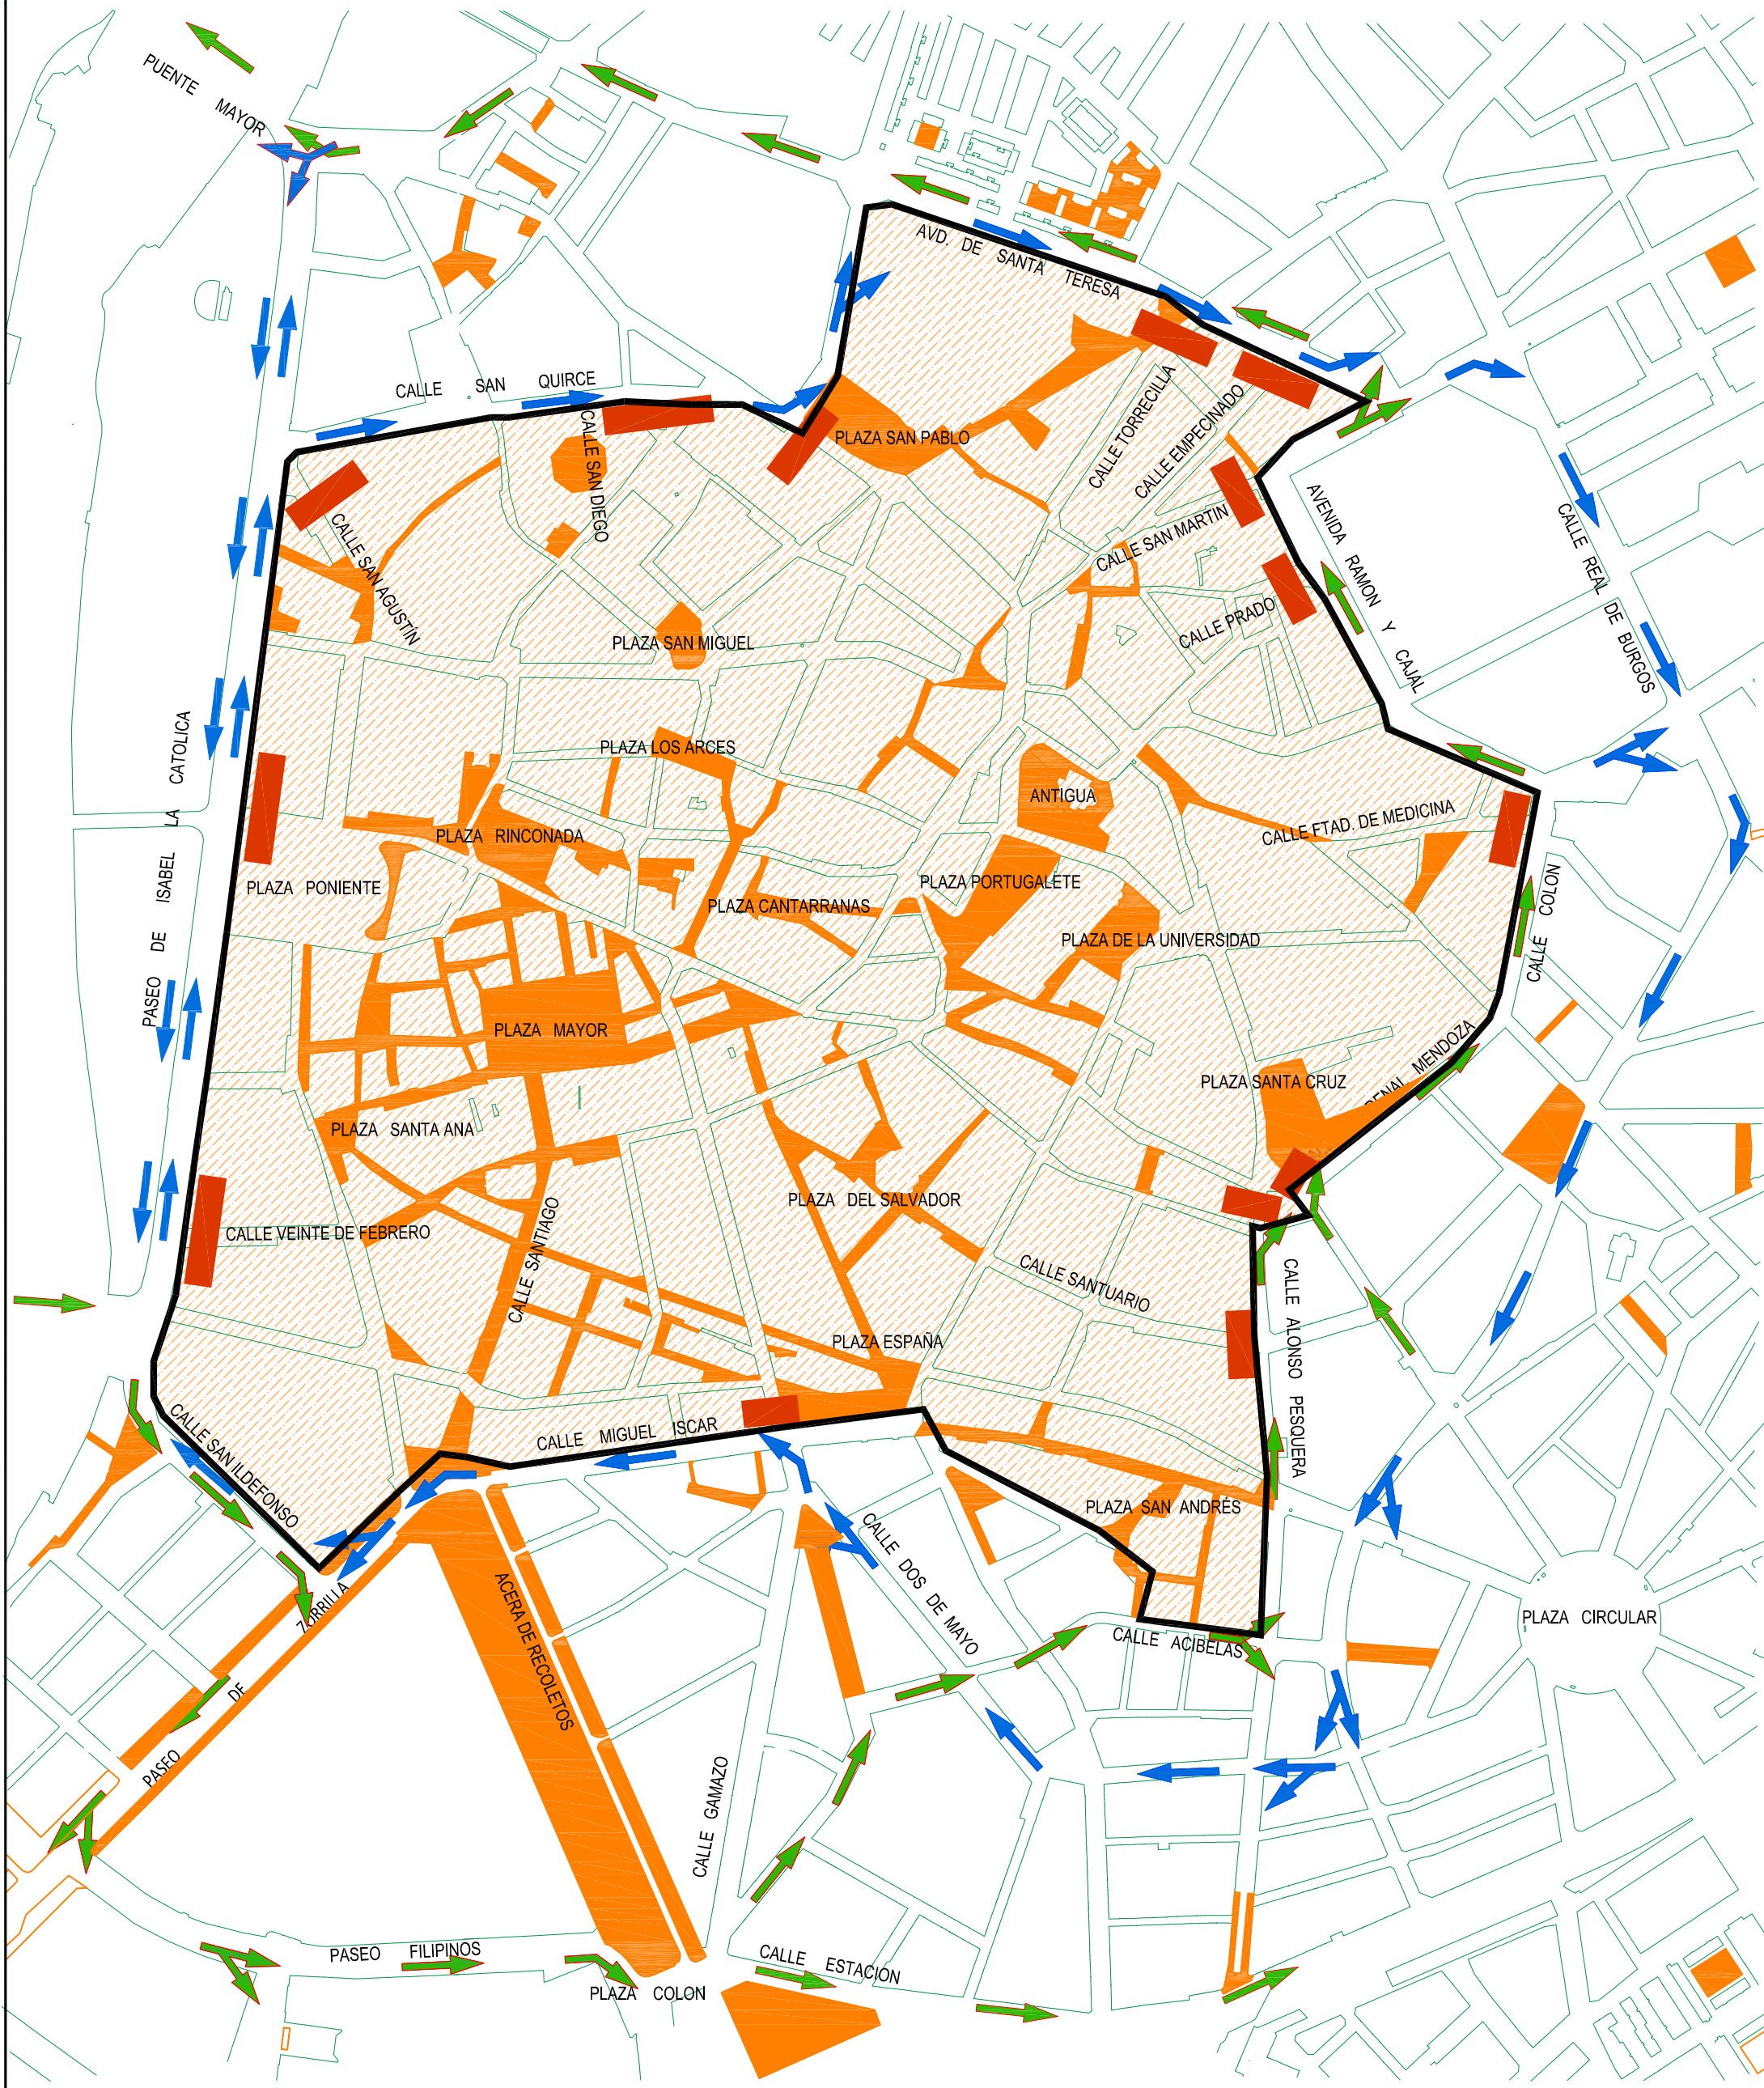 PUENTE MAYOR
AVD. DE SANTA TERESA
CALLE SAN QUIRCE
CALLE SAN DIEGO
PLAZA SAN PABLO
CALLE TORRECILLA
CALLE EMPECINADO
CALLE SAN AGUSTÍN
CALLE SAN MARTIN
AVENIDA RAMON Y CAJAL
CALLE REAL DE BURGOS
PLAZA SAN MIGUEL
CALLE PRADO
PLAZA LOS ARCES
PASEO DE ISABEL LA CATOLICA
ANTIGUA
PLAZA RINCONADA
CALLE FTAD. DE MEDICINA
PLAZA PONIENTE
PLAZA CANTARRANAS
PLAZA PORTUGALETE
PLAZA DE LA UNIVERSIDAD
CALLE COLON
PLAZA MAYOR
PLAZA SANTA CRUZ
DENAL MENDOZA
PLAZA SANTA ANA
PLAZA DEL SALVADOR
CALLE VEINTE DE FEBRERO
CALLE SANTIAGO
CALLE SANTUARIO
CALLE ALONSO PESQUERA
PLAZA ESPAÑA
CALLE SAN ILDEFONSO
CALLE MIGUEL ISCAR
PLAZA SAN ANDRÉS
CALLE DOS DE MAYO
ACERA DE RECOLETOS
PASEO DE ZORRILLA
CALLE ACIBELAS
PLAZA CIRCULAR
CALLE GAMAZO
PASEO FILIPINOS
CALLE ESTACION
PLAZA COLON